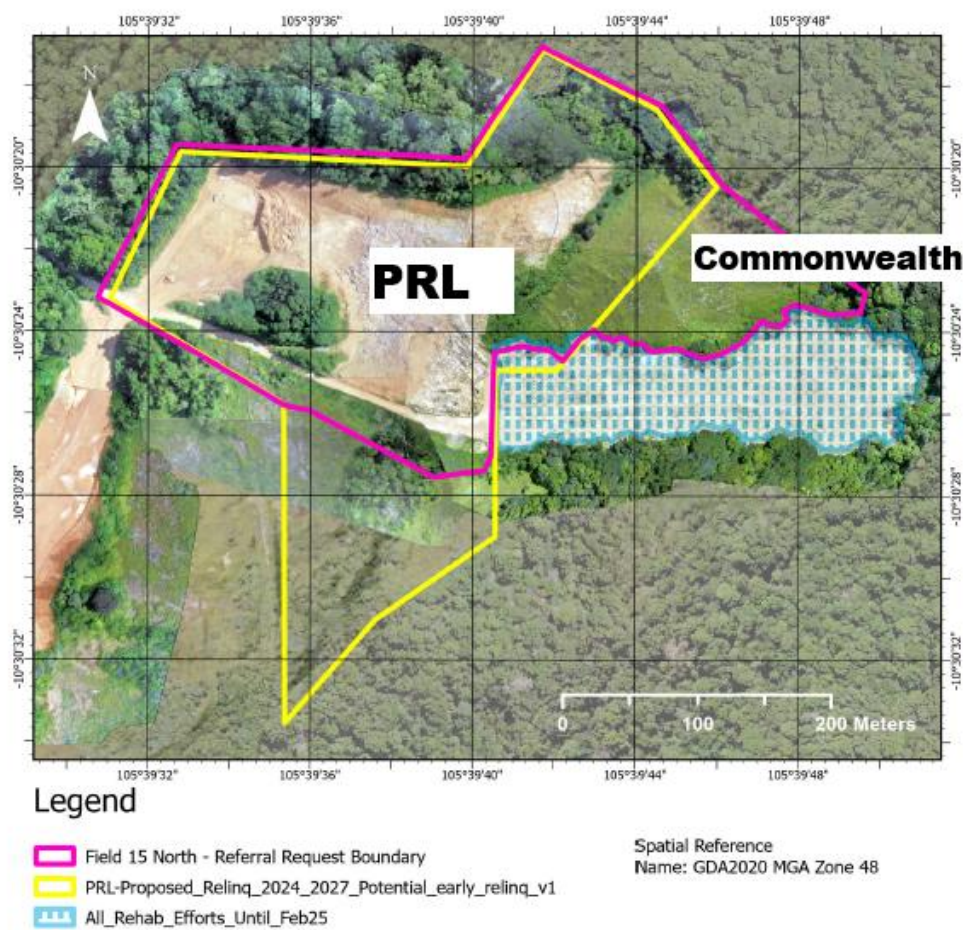 105°39'32" 105°39'36" 105°39'40" 105°39'44" 105°39'48"
N
-10°30'20" -10°30'20"
Commonwealth
PRL
-10°30'24" -10°30'24"
-10°30'28" -10°30'28"
-10°30'32" -10°30'32"
0 100 200 Meters
105°39'32" 105°39'36" 105°39'40" 105°39'44" 105°39'48"
Legend
Field 15 North - Referral Request Boundary
PRL-Proposed_Relinq_2024_2027_Potential_early_relinq_v1
All_Rehab_Efforts_Until_Feb25
Spatial Reference
Name: GDA2020 MGA Zone 48